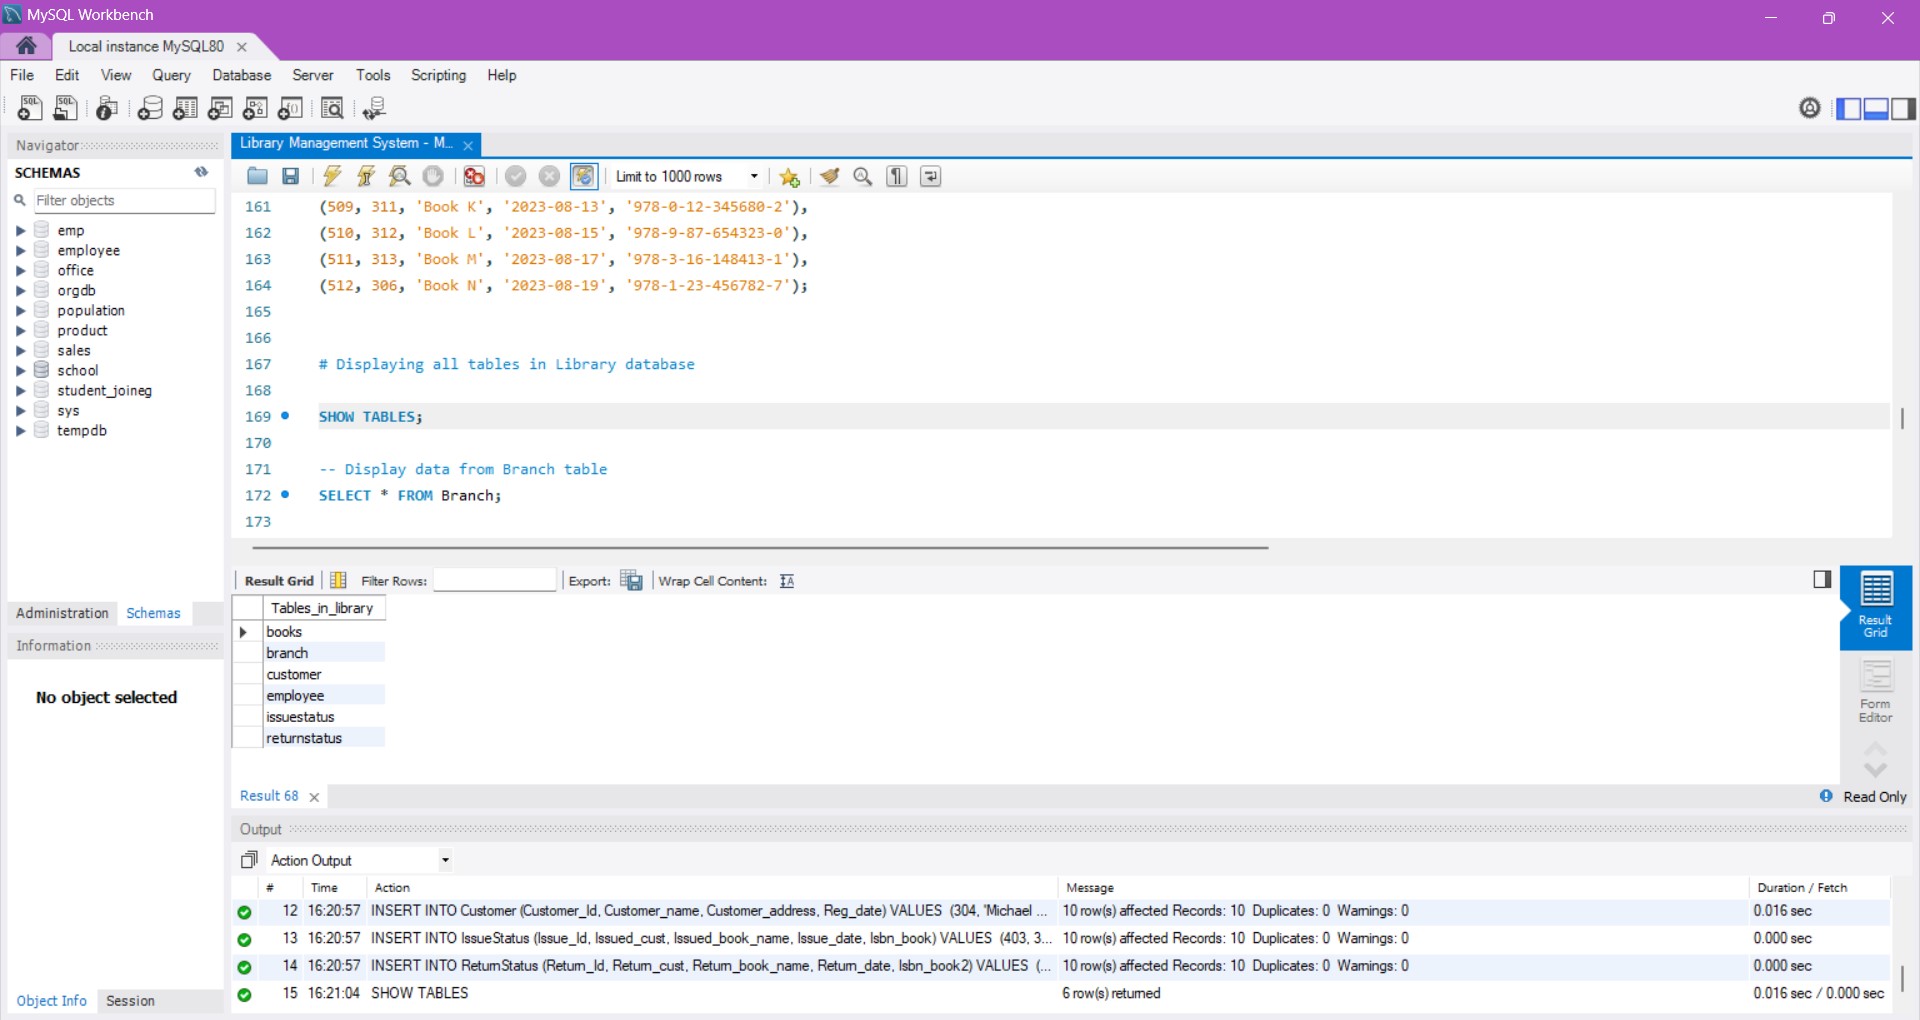 MySQL Workbench
Local instance MySQL80
File Edit View Query Database Server Tools Scripting Help
Navigator
Library Management System - M...
SCHEMAS
Limit to 1000 rows
Filter objects
emp
employee
office
orgdb
population
product
sales
school
student_joineg
sys
tempdb
161 (509, 311, 'Book K', '2023-08-13', '978-0-12-345680-2'),
162 (510, 312, 'Book L', '2023-08-15', '978-9-87-654323-0'),
163 (511, 313, 'Book M', '2023-08-17', '978-3-16-148413-1'),
164 (512, 306, 'Book N', '2023-08-19', '978-1-23-456782-7');
165
166
167 # Displaying all tables in Library database
168
169 SHOW TABLES;
170
171 -- Display data from Branch table
172 SELECT * FROM Branch;
173
Administration Schemas
Information
No object selected
Object Info Session
Result Grid Filter Rows: Export: Wrap Cell Content:
Tables_in_library
books
branch
customer
employee
issuestatus
returnstatus
Result
Grid
Form
Editor
Result 68
Read Only
Output
Action Output
# Time Action Message Duration / Fetch
12 16:20:57 INSERT INTO Customer (Customer_Id, Customer_name, Customer_address, Reg_date) VALUES (304, 'Michael ... 10 row(s) affected Records: 10 Duplicates: 0 Warnings: 0 0.016 sec
13 16:20:57 INSERT INTO IssueStatus (Issue_Id, Issued_cust, Issued_book_name, Issue_date, Isbn_book) VALUES (403, 3... 10 row(s) affected Records: 10 Duplicates: 0 Warnings: 0 0.000 sec
14 16:20:57 INSERT INTO ReturnStatus (Return_Id, Return_cust, Return_book_name, Return_date, Isbn_book2) VALUES (... 10 row(s) affected Records: 10 Duplicates: 0 Warnings: 0 0.000 sec
15 16:21:04 SHOW TABLES 6 row(s) returned 0.016 sec / 0.000 sec